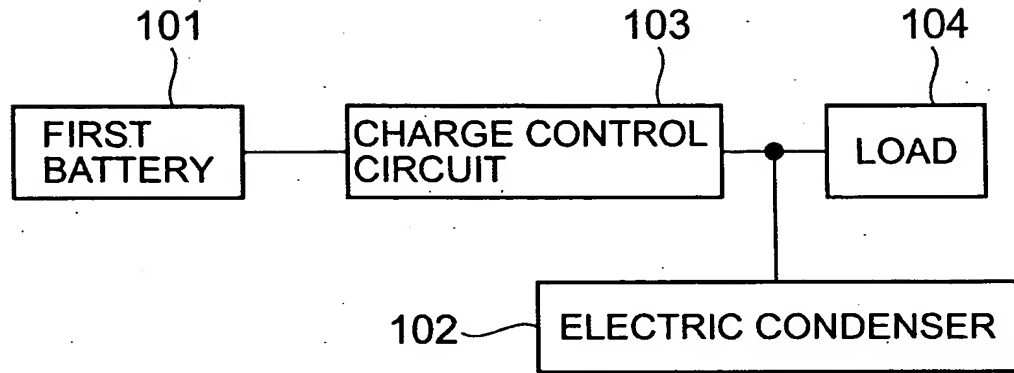 101
103
104
FIRST
BATTERY
CHARGE CONTROL
CIRCUIT
LOAD
102
ELECTRIC CONDENSER